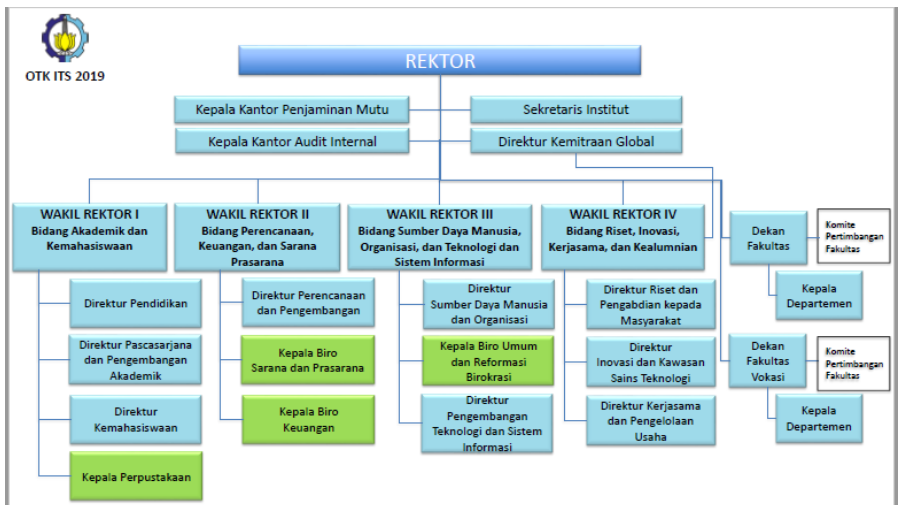 OTK ITS 2019
REKTOR
Kepala Kantor Penjaminan Mutu
Sekretaris Institut
Kepala Kantor Audit Internal
Direktur Kemitraan Global
WAKIL REKTOR I
Bidang Akademik dan
Kemahasiswaan
Direktur Pendidikan
Direktur Pascasarjana
dan Pengembangan
Akademik
Direktur
Kemahasiswaan
Kepala Perpustakaan
WAKIL REKTOR II
Bidang Perencanaan,
Keuangan, dan Sarana
Prasarana
Direktur Perencanaan
dan Pengembangan
Kepala Biro
Sarana dan Prasarana
Kepala Biro
Keuangan
WAKIL REKTOR III
Bidang Sumber Daya Manusia,
Organisasi, dan Teknologi dan
Sistem Informasi
Direktur
Sumber Daya Manusia
dan Organisasi
Kepala Biro Umum
dan Reformasi
Birokrasi
Direktur
Pengembangan
Teknologi dan Sistem
Informasi
WAKIL REKTOR IV
Bidang Riset, Inovasi,
Kerjasama, dan Kealumnian
Direktur Riset dan
Pengabdian kepada
Masyarakat
Direktur
Inovasi dan Kawasan
Sains Teknologi
Direktur Kerjasama
dan Pengelolaan
Usaha
Dekan
Fakultas
Komite
Pertimbangan
Fakultas
Kepala
Departemen
Dekan
Fakultas
Vokasi
Komite
Pertimbangan
Fakultas
Kepala
Departemen